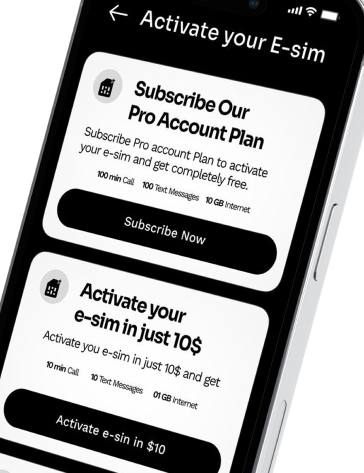 Activate your E-sim
Subscribe Our
Pro Account Plan
Subscribe Pro account Plan to activate
your e-sim and get completely free.
100 min Call 100 Text Messages 10 GB Internet
Subscribe Now
Activate your
e-sim in just 10$
Activate you e-sim in just 10$ and get
10 min Call 10 Text Messages 01 GB Internet
Activate e-sin in $10